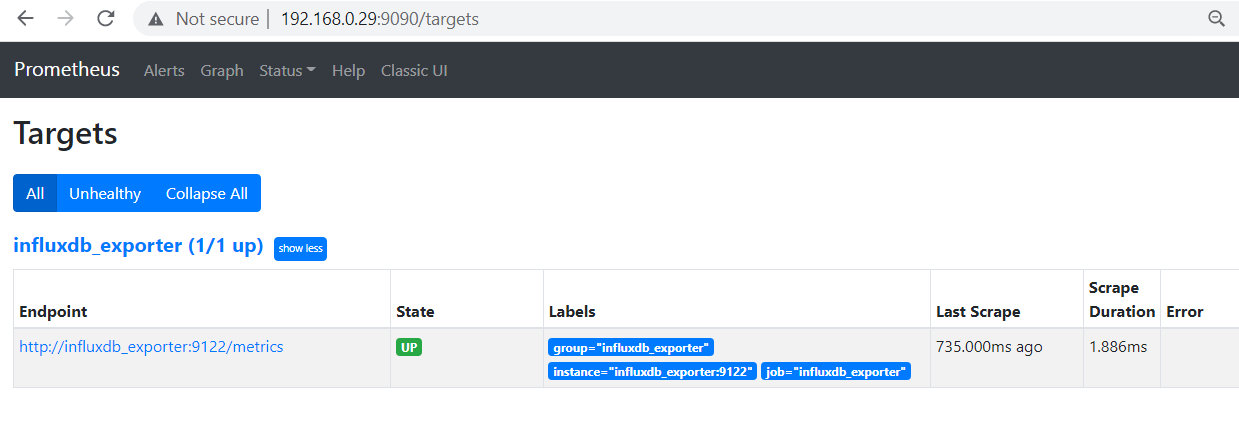 Not secure 192.168.0.29:9090/targets
Prometheus Alerts Graph Status Help Classic UI
Targets
All Unhealthy Collapse All
influxdb_exporter (1/1 up) show less
Scrape
Endpoint State Labels Last Scrape Duration Error
http://influxdb_exporter:9122/metrics UP group="influxdb_exporter" 735.000ms ago 1.886ms
instance="influxdb_exporter:9122" job="influxdb_exporter"